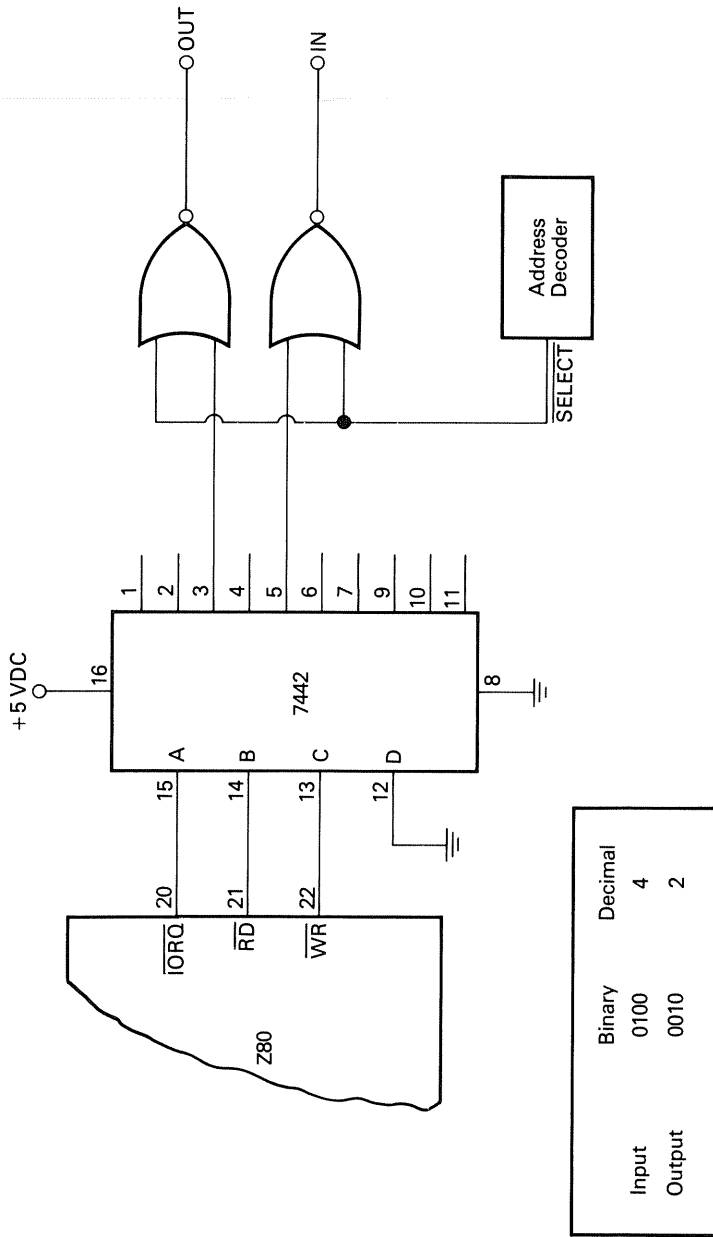 +5 VDC
16
Z80
IORQ
20
RD
21
WR
22
15
A
14
B
13
C
12
D
7442
8
1
2
3
4
5
6
7
9
10
11
OUT
IN
SELECT
Address
Decoder
Binary Decimal
Input 0100 4
Output 0010 2